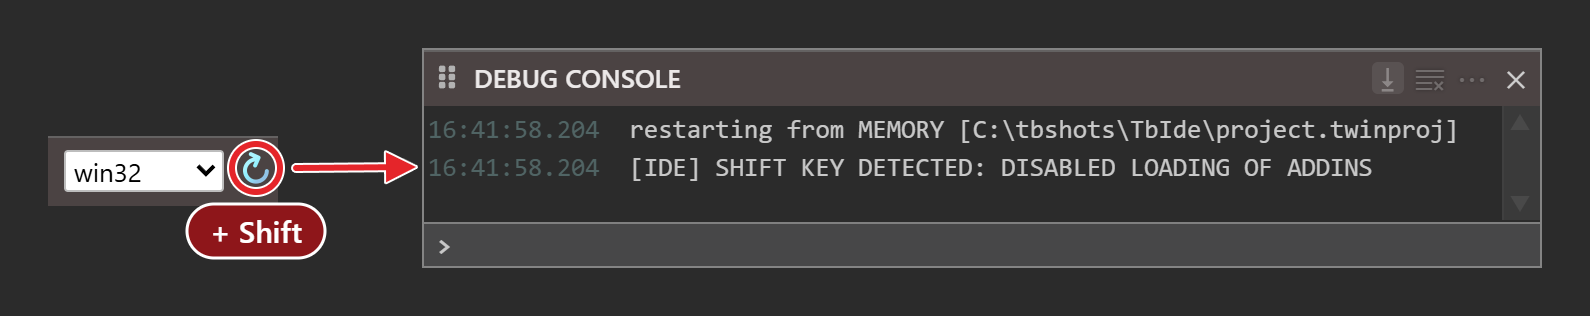 DEBUG CONSOLE
16:41:58.204 restarting from MEMORY [C:\tbshots\TbIde\project.twinproj]
16:41:58.204 [IDE] SHIFT KEY DETECTED: DISABLED LOADING OF ADDINS
win32
+ Shift
>